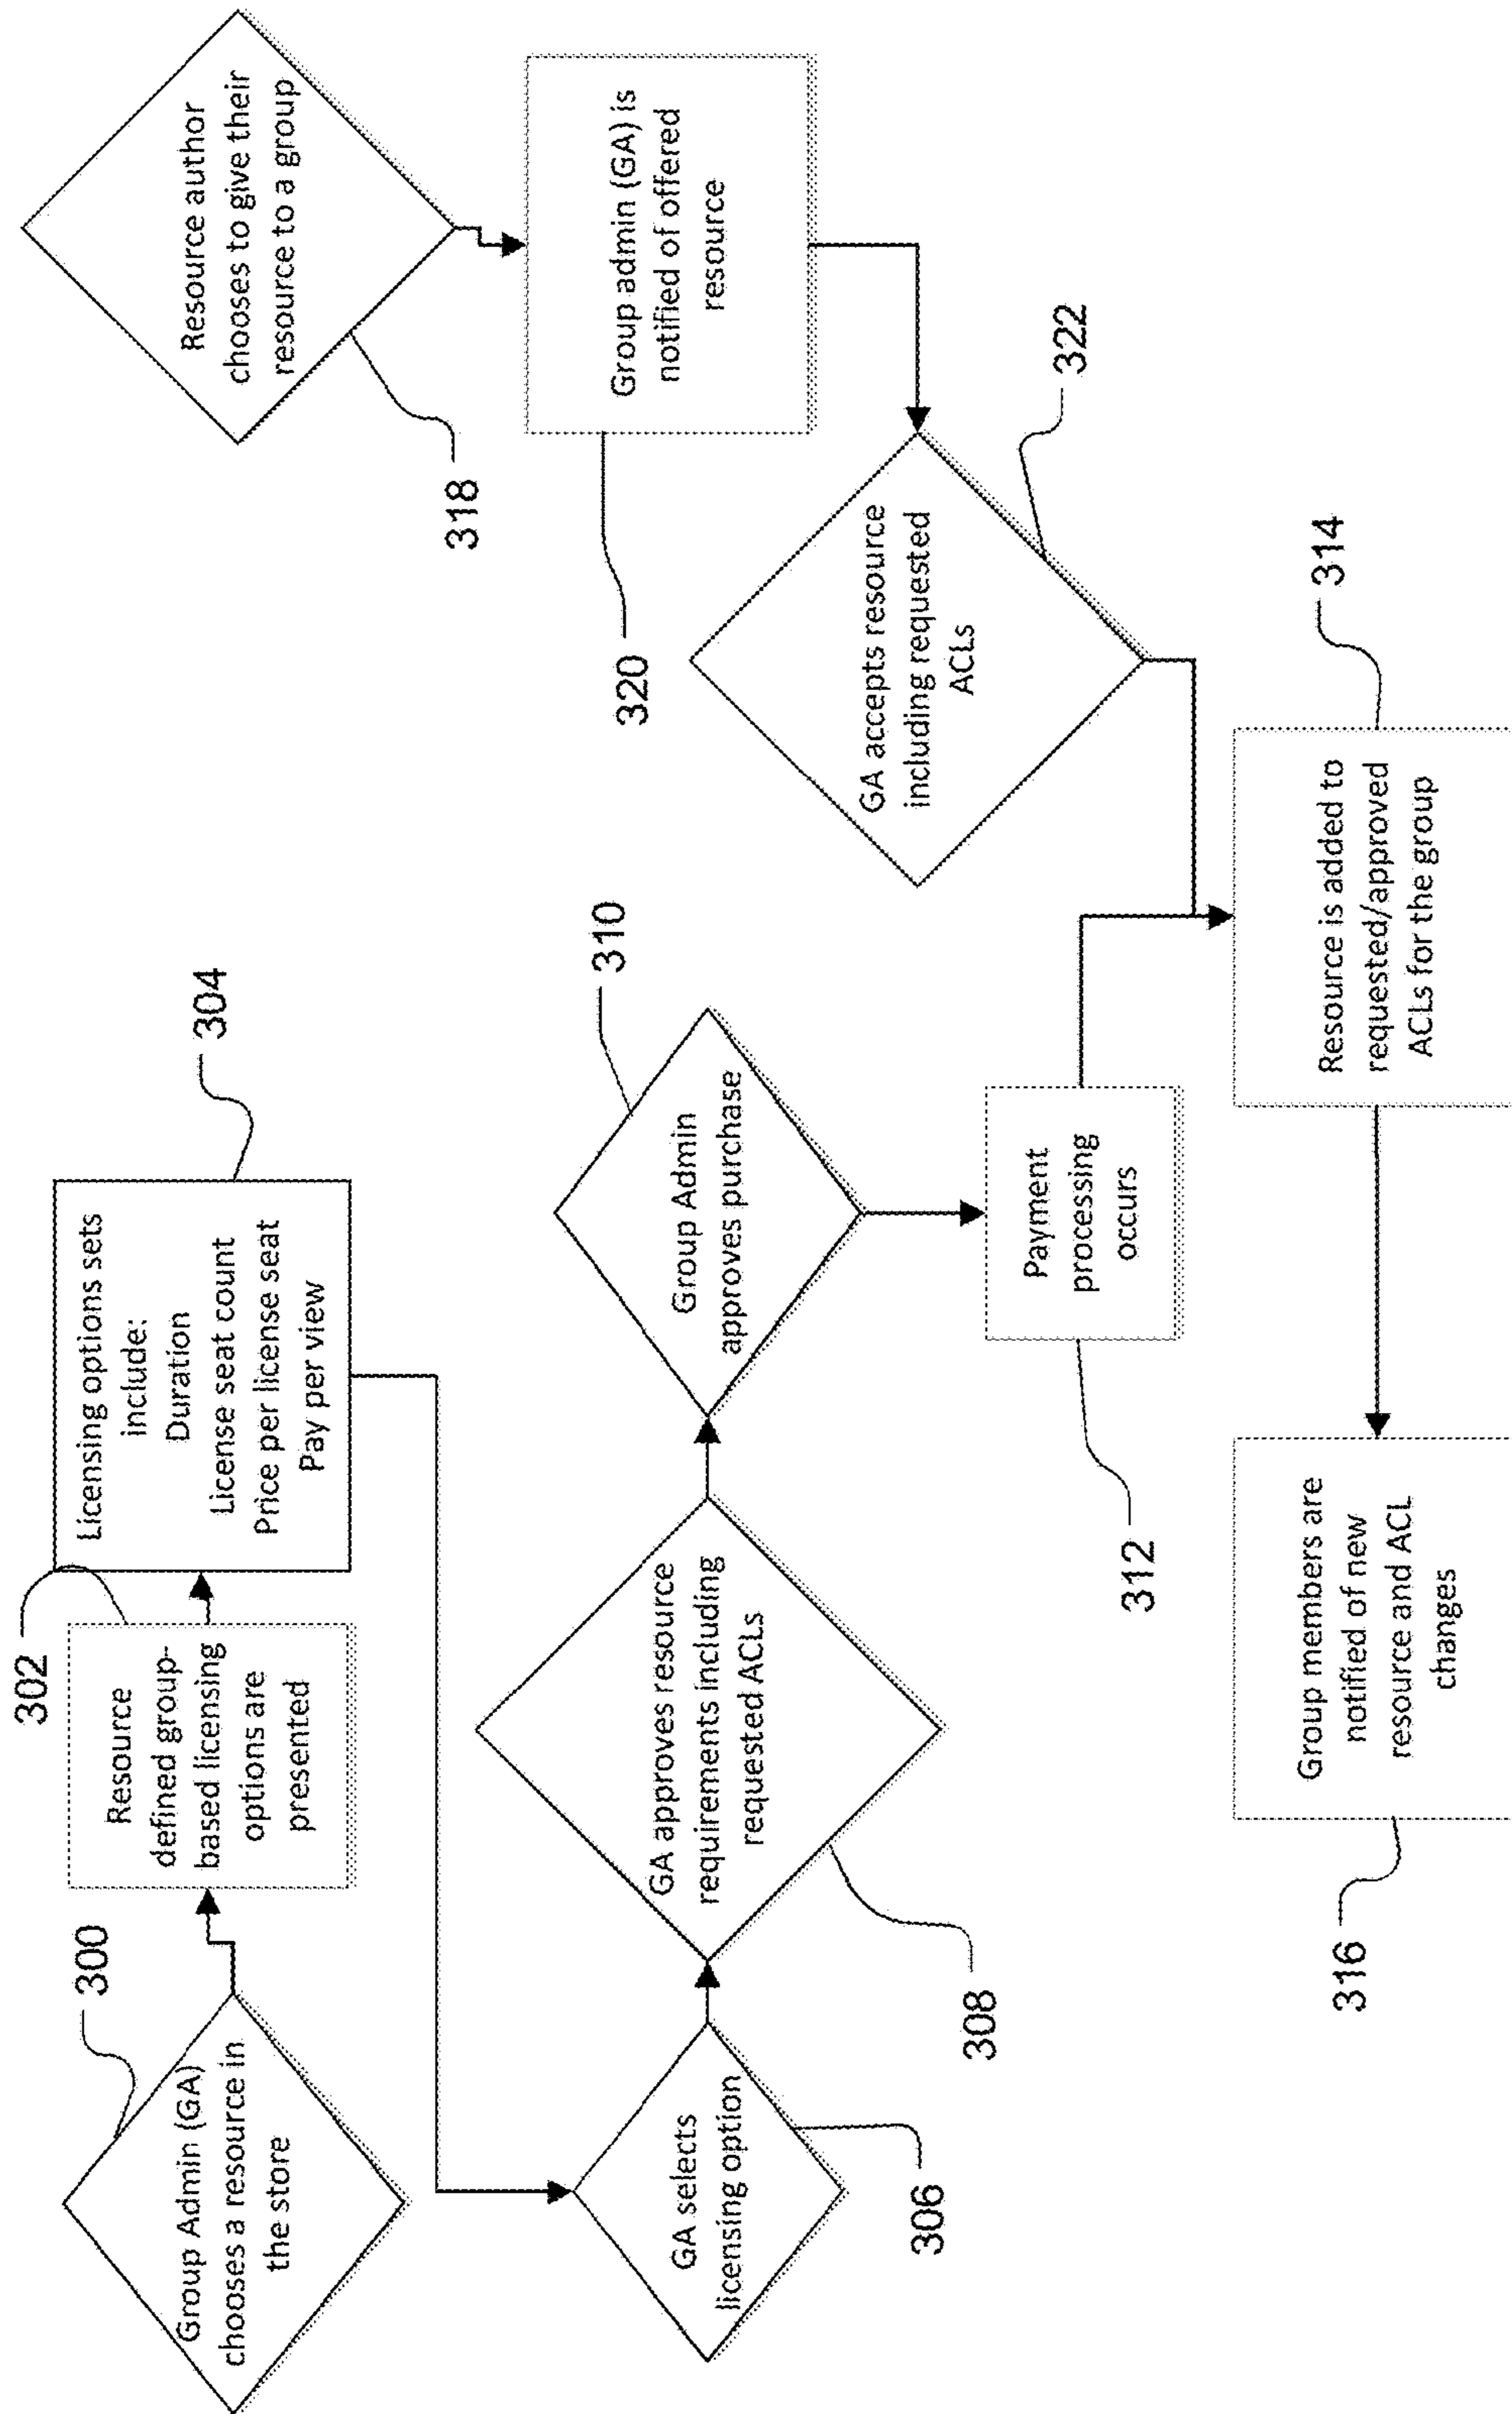 300
Group Admin (GA)
chooses a resource in
the store
302
Resource
defined group-
based licensing
options are
presented
304
Licensing options sets
include:
Duration
License seat count
Price per license seat
Pay per view
306
GA selects
licensing option
308
GA approves resource
requirements including
requested ACLs
310
Group Admin
approves purchase
312
Payment
processing
occurs
318
Resource author
chooses to give their
resource to a group
320
Group admin (GA) is
notified of offered
resource
322
GA accepts resource
including requested
ACLs
314
Resource is added to
requested/approved
ACLs for the group
316
Group members are
notified of new
resource and ACL
changes